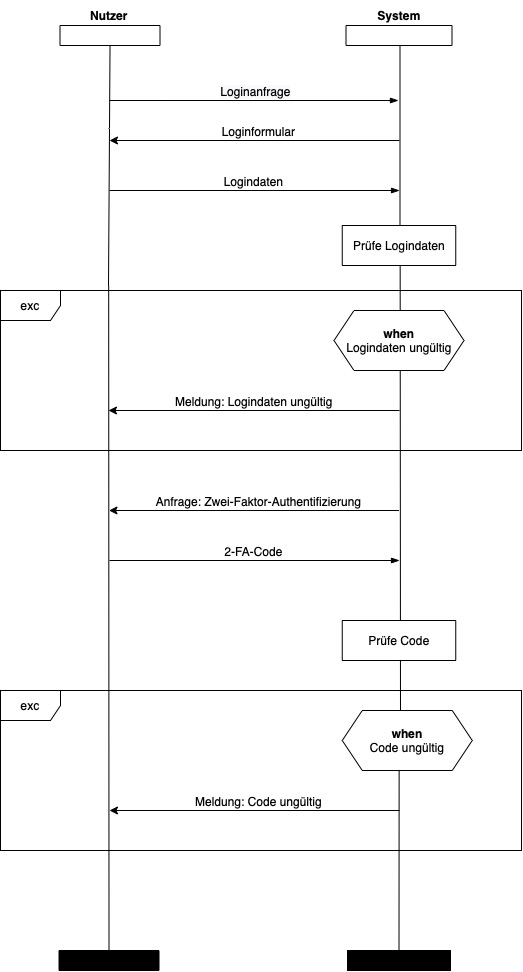 Nutzer
System
Loginanfrage
Loginformular
Logindaten
Prüfe Logindaten
exc
when
Logindaten ungültig
Meldung: Logindaten ungültig
Anfrage: Zwei-Faktor-Authentifizierung
2-FA-Code
Prüfe Code
exc
when
Code ungültig
Meldung: Code ungültig